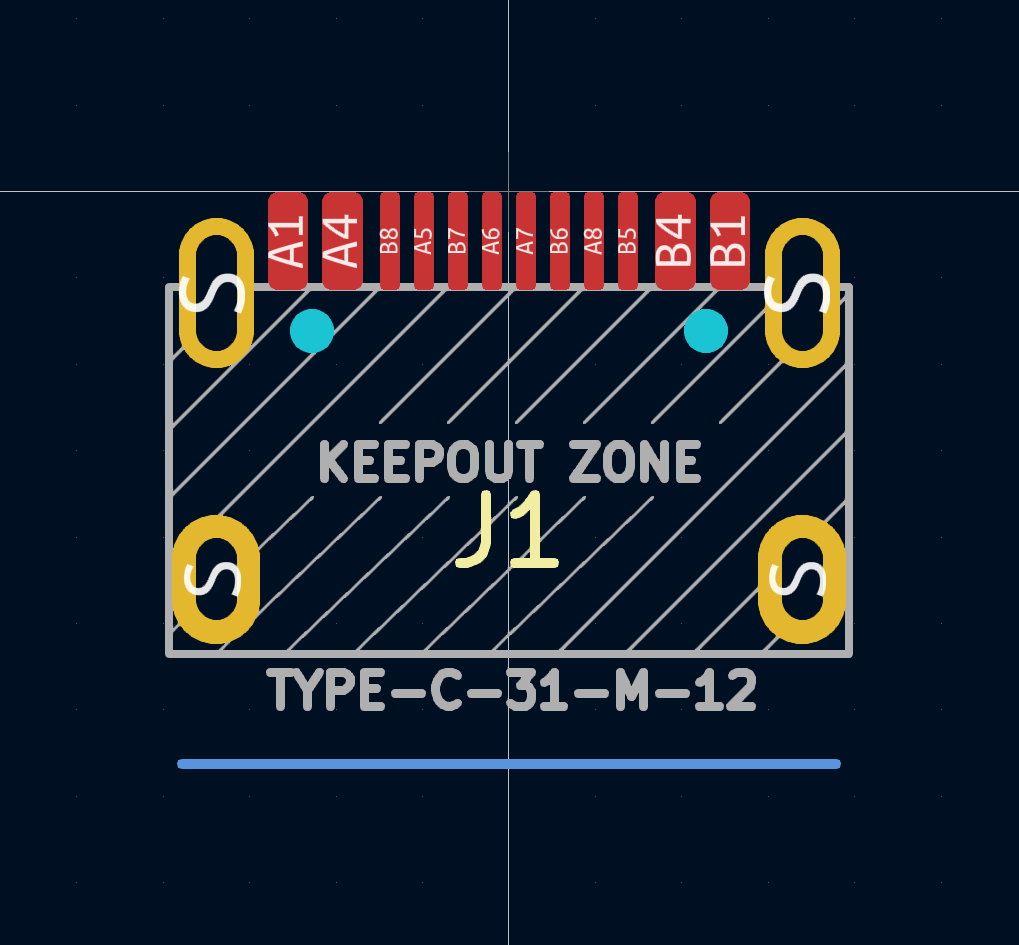 A1 A4 B8 A5 B7 A6 A7 B6 A8 B5 B4 B1
S S
KEEPOUT ZONE
J1
S S
TYPE-C-31-M-12